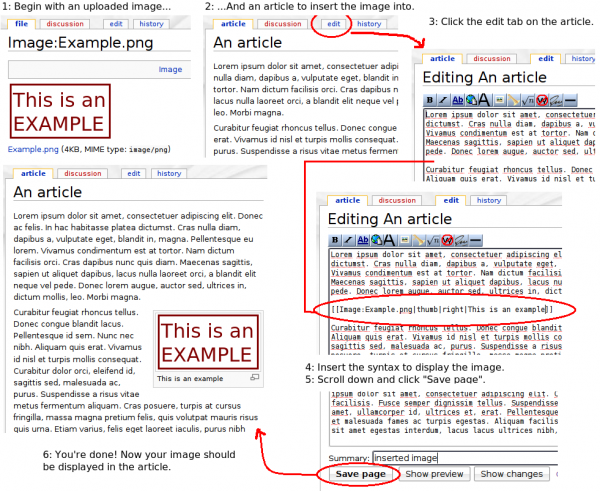 1: Begin with an uploaded image...
file discussion edit history
Image:Example.png
Image
This is an
EXAMPLE
Example.png (4KB, MIME type: image/png)
2: ...And an article to insert the image into.
article discussion edit history
An article
Lorem ipsum dolor sit amet, consectetuer adipi
nulla diam, dapibus a, vulputate eget, blandit in
tortor. Nam dictum facilisis orci. Cras dapibus n
lacus nulla laoreet orci, a blandit elit neque vel p
leo. Morbi magna.
Curabitur feugiat rhoncus tellus. Donec congue
erat. Vivamus id nisl et turpis mollis consequat.
purus. Suspendisse a risus vitae metus fermen
3: Click the edit tab on the article.
article discussion edit history
Editing An article
Lorem ipsum dolor sit amet, consectetuer
dictumst. Cras nulla diam, dapibus a, vu
Vivamus condimentum est at tortor. Nam d
Maecenas sagittis, sapien ut aliquet dap
pede. Donec lorem augue, auctor sed, ult
Curabitur feugiat rhoncus tellus. Donec
Aliquam quis erat. Vivamus id nisl et tu
article discussion edit history
Editing An article
Lorem ipsum dolor sit amet, consectetuer adipiscing el
dictumst. Cras nulla diam, dapibus a, vulputate eget,
Vivamus condimentum est at tortor. Nam dictum facilisi
Maecenas sagittis, sapien ut aliquet dapibus, lacus nu
pede. Donec lorem augue, auctor sed, ultrices in, dict
[[Image:Example.png|thumb|right|This is an example]]
Curabitur feugiat rhoncus tellus. Donec congue blandit
Aliquam quis erat. Vivamus id nisl et turpis mollis
sagittis sed, malesuada ac, purus. Suspendisse a risus
4: Insert the syntax to display the image.
5: Scroll down and click "Save page".
ipsum dolor sit amet, consectetuer adipiscing elit. C
facilisis. Fusce semper dignissim tellus. Suspendisse
amet, ullamcorper id, ultrices et, erat. Pellentesque
et malesuada fames ac turpis egestas. Aliquam facilis
sit amet egestas interdum, lacus lacus ultrices nibh,
Summary: inserted image
Save page Show preview Show changes
article discussion edit history
An article
Lorem ipsum dolor sit amet, consectetuer adipiscing elit. Donec
ac felis. In hac habitasse platea dictumst. Cras nulla diam,
dapibus a, vulputate eget, blandit in, magna. Pellentesque eu
lorem. Vivamus condimentum est at tortor. Nam dictum
facilisis orci. Cras dapibus nunc quis diam. Maecenas sagittis,
sapien ut aliquet dapibus, lacus nulla laoreet orci, a blandit elit
neque vel pede. Donec lorem augue, auctor sed, ultrices in,
dictum mollis, leo. Morbi magna.
Curabitur feugiat rhoncus tellus.
Donec congue blandit lacus.
Pellentesque id sem. Nunc nec
nibh. Aliquam quis erat. Vivamus
id nisl et turpis mollis consequat.
Curabitur dolor orci, eleifend id,
sagittis sed, malesuada ac,
purus. Suspendisse a risus vitae
metus fermentum aliquam. Cras posuere, turpis at cursus
fringilla, massa magna pretium felis, quis volutpat mauris risus
quis urna. Etiam varius, felis eget laoreet iaculis, purus nibh
This is an
EXAMPLE
This is an example
6: You're done! Now your image should
be displayed in the article.